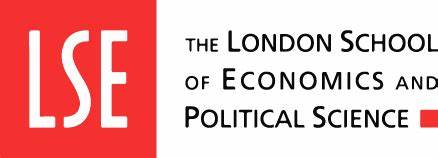 LSE
THE LONDON SCHOOL
OF ECONOMICS AND
POLITICAL SCIENCE